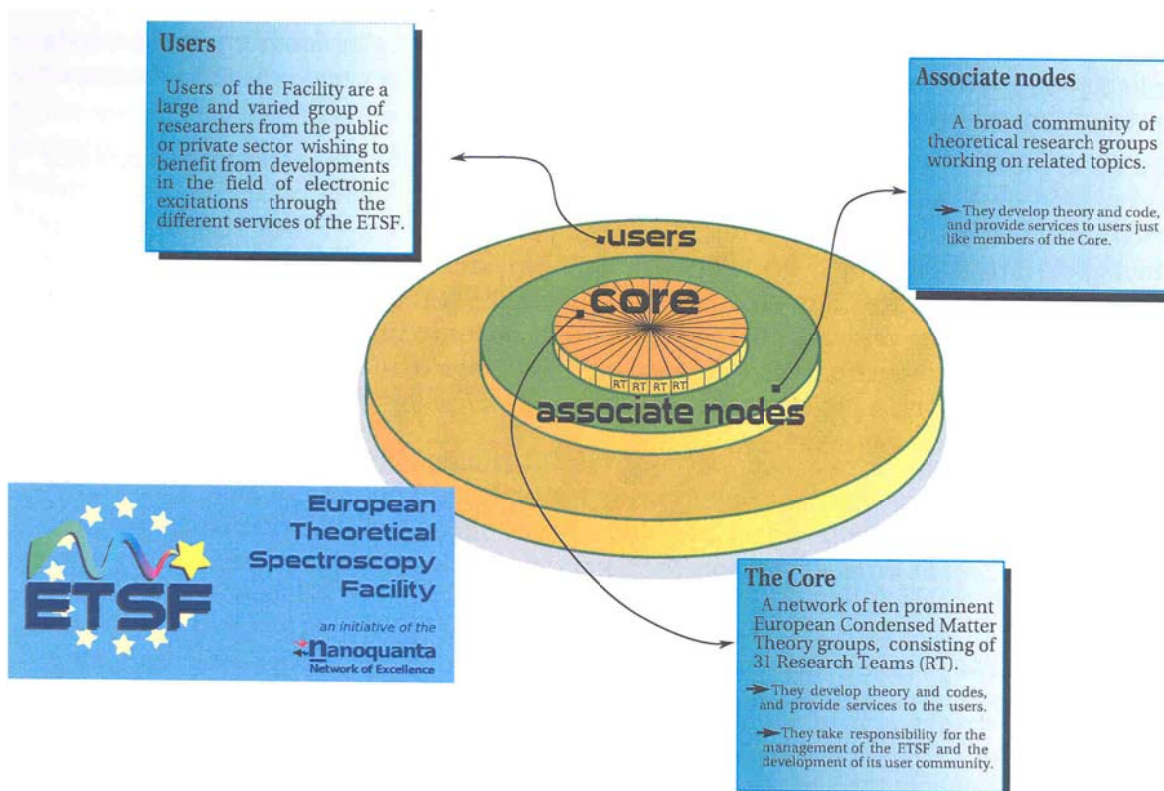 Users
Users of the Facility are a
large and varied group of
researchers from the public
or private sector wishing to
benefit from developments
in the field of electronic
excitations through the
different services of the ETSF.
Associate nodes
A broad community of
theoretical research groups
working on related topics.
They develop theory and code,
and provide services to users just
like members of the Core.
users
core
RT RT RT RT
associate nodes
ETSF
European
Theoretical
Spectroscopy
Facility
an initiative of the
nanoquanta
Network of Excellence
The Core
A network of ten prominent
European Condensed Matter
Theory groups, consisting of
31 Research Teams (RT).
They develop theory and codes,
and provide services to the users.
They take responsibility for the
management of the ETSF and the
development of its user community.